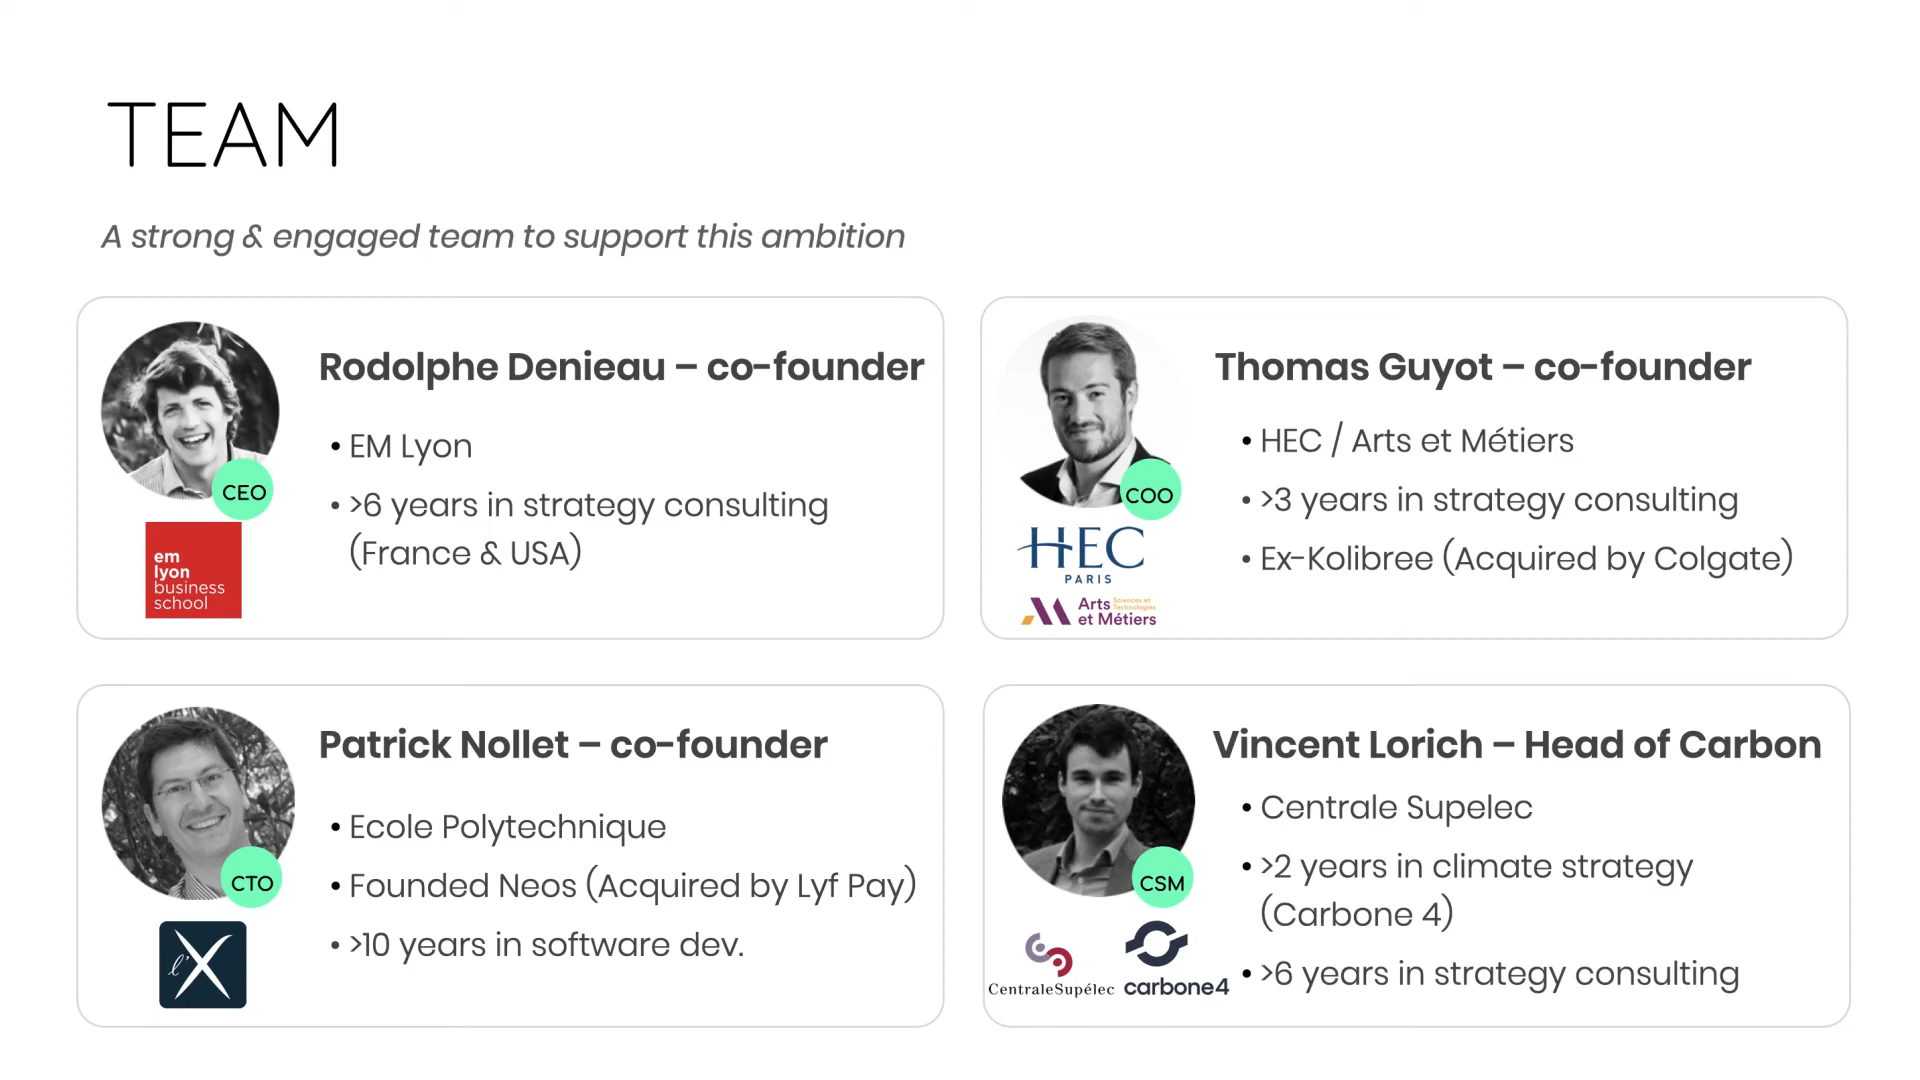 TEAM
A strong & engaged team to support this ambition
Rodolphe Denieau – co-founder
• EM Lyon
• >6 years in strategy consulting
(France & USA)
CEO
em
lyon
business
school
Thomas Guyot – co-founder
• HEC / Arts et Métiers
• >3 years in strategy consulting
• Ex-Kolibree (Acquired by Colgate)
COO
HEC
PARIS
Arts Sciences et
Technologies
et Métiers
Patrick Nollet – co-founder
• Ecole Polytechnique
• Founded Neos (Acquired by Lyf Pay)
• >10 years in software dev.
CTO
l'X
Vincent Lorich – Head of Carbon
• Centrale Supelec
• >2 years in climate strategy
(Carbone 4)
• >6 years in strategy consulting
CSM
CentraleSupélec
carbone4